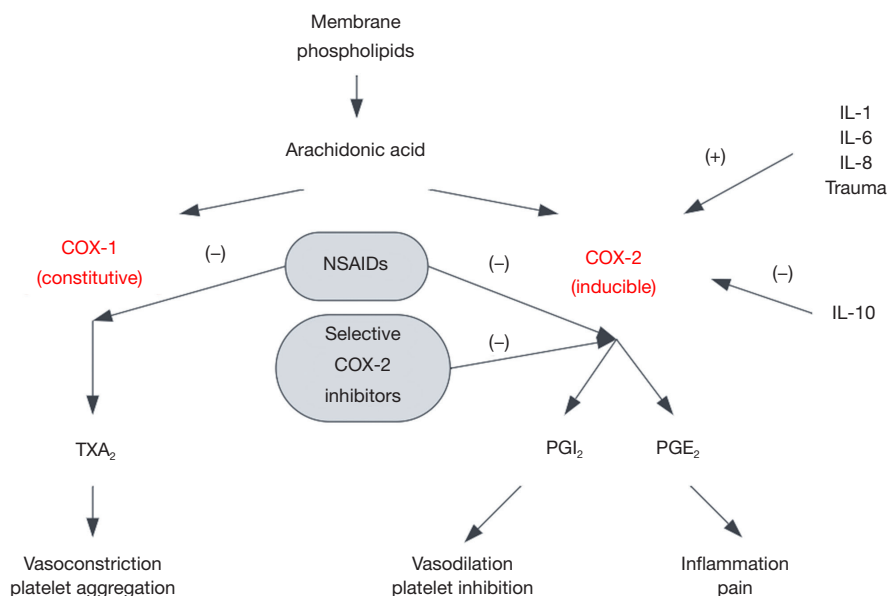 Membrane
phospholipids
Arachidonic acid
IL-1
IL-6
IL-8
Trauma
(+)
COX-1
(constitutive)
(–)
NSAIDs
(–)
COX-2
(inducible)
(–)
IL-10
Selective
COX-2
inhibitors
(–)
TXA₂
PGI₂
PGE₂
Vasoconstriction
platelet aggregation
Vasodilation
platelet inhibition
Inflammation
pain